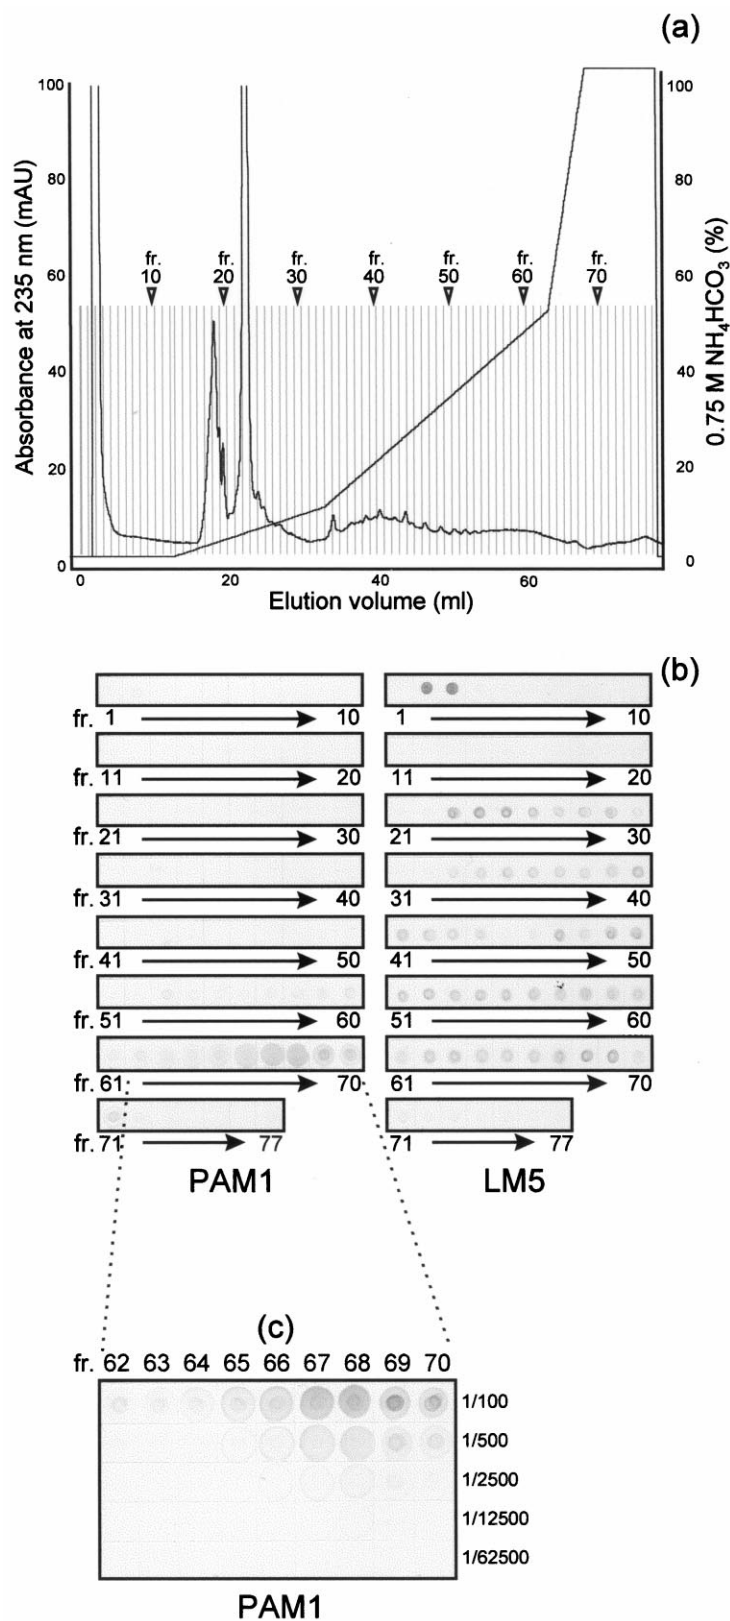 (a)
100
80
60
40
20
0
Absorbance at 235 nm (mAU)
fr. fr. fr. fr. fr. fr. fr.
10 20 30 40 50 60 70
100
80
60
40
20
0
0.75 M NH₄HCO₃ (%)
0 20 40 60
Elution volume (ml)
(b)
fr. 1 10 1 10
fr. 11 20 11 20
fr. 21 30 21 30
fr. 31 40 31 40
fr. 41 50 41 50
fr. 51 60 51 60
fr. 61 70 61 70
fr. 71 77 71 77
PAM1 LM5
(c)
fr. 62 63 64 65 66 67 68 69 70
1/100
1/500
1/2500
1/12500
1/62500
PAM1